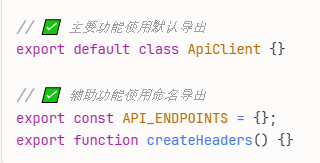 // ✅ 主要功能使用默认导出
export default class ApiClient {}
// ✅ 辅助功能使用命名导出
export const API_ENDPOINTS = {};
export function createHeaders() {}